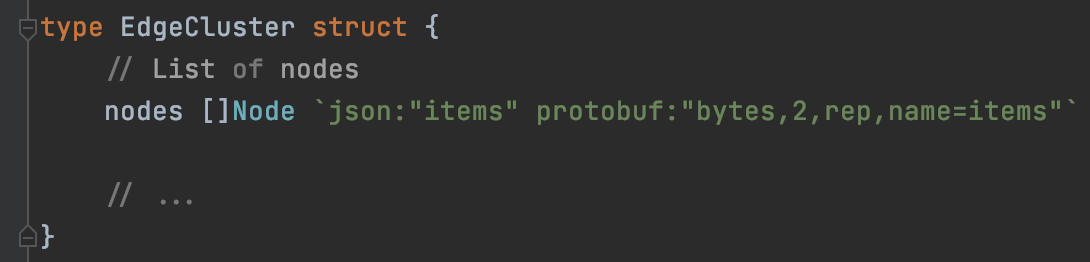 type EdgeCluster struct {
// List of nodes
nodes []Node `json:"items" protobuf:"bytes,2,rep,name=items"`
// ...
}